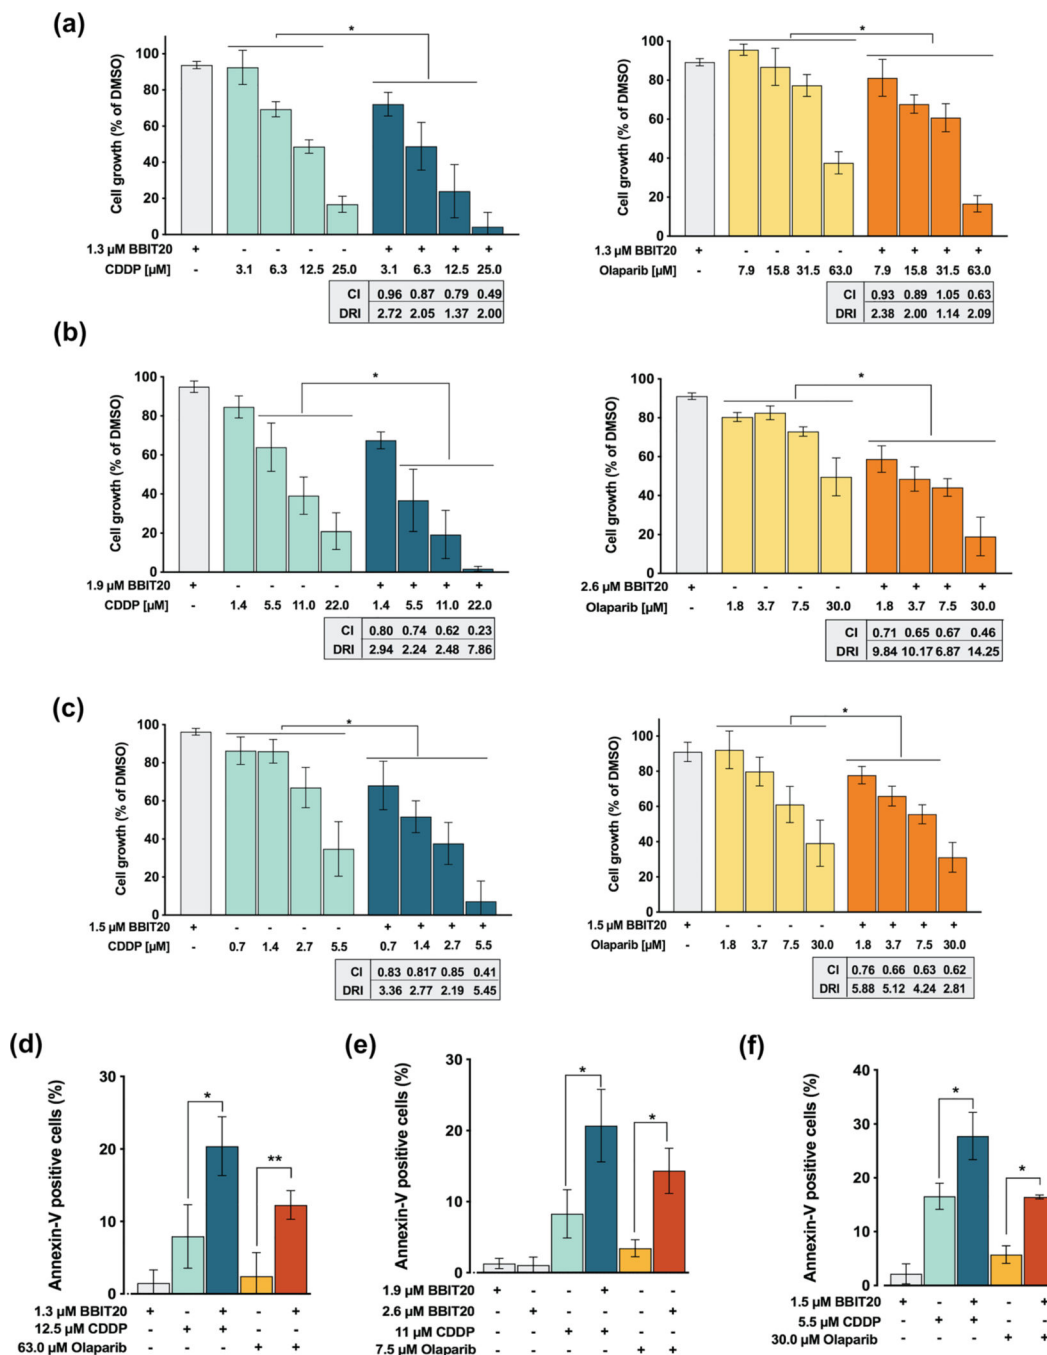 (a)
Cell growth (% of DMSO)
100
80
60
40
20
0
*
1.3 µM BBIT20 + - - - - + + + +
CDDP [µM] - 3.1 6.3 12.5 25.0 3.1 6.3 12.5 25.0
CI 0.96 0.87 0.79 0.49
DRI 2.72 2.05 1.37 2.00
Cell growth (% of DMSO)
100
80
60
40
20
0
*
1.3 µM BBIT20 + - - - - + + + +
Olaparib [µM] - 7.9 15.8 31.5 63.0 7.9 15.8 31.5 63.0
CI 0.93 0.89 1.05 0.63
DRI 2.38 2.00 1.14 2.09
(b)
Cell growth (% of DMSO)
100
80
60
40
20
0
*
1.9 µM BBIT20 + - - - - + + + +
CDDP [µM] - 1.4 5.5 11.0 22.0 1.4 5.5 11.0 22.0
CI 0.80 0.74 0.62 0.23
DRI 2.94 2.24 2.48 7.86
Cell growth (% of DMSO)
100
80
60
40
20
0
*
2.6 µM BBIT20 + - - - - + + + +
Olaparib [µM] - 1.8 3.7 7.5 30.0 1.8 3.7 7.5 30.0
CI 0.71 0.65 0.67 0.46
DRI 9.84 10.17 6.87 14.25
(c)
Cell growth (% of DMSO)
100
80
60
40
20
0
*
1.5 µM BBIT20 + - - - - + + + +
CDDP [µM] - 0.7 1.4 2.7 5.5 0.7 1.4 2.7 5.5
CI 0.83 0.817 0.85 0.41
DRI 3.36 2.77 2.19 5.45
Cell growth (% of DMSO)
100
80
60
40
20
0
*
1.5 µM BBIT20 + - - - - + + + +
Olaparib [µM] - 1.8 3.7 7.5 30.0 1.8 3.7 7.5 30.0
CI 0.76 0.66 0.63 0.62
DRI 5.88 5.12 4.24 2.81
(d)
Annexin-V positive cells (%)
30
20
10
0
*
**
1.3 µM BBIT20 + - + - +
12.5 µM CDDP - + + - -
63.0 µM Olaparib - - - + +
(e)
Annexin-V positive cells (%)
30
20
10
0
*
*
1.9 µM BBIT20 + - - + - -
2.6 µM BBIT20 - + - - - +
11 µM CDDP - - + + - -
7.5 µM Olaparib - - - - + +
(f)
Annexin-V positive cells (%)
40
30
20
10
0
*
*
1.5 µM BBIT20 + - + - +
5.5 µM CDDP - + + - -
30.0 µM Olaparib - - - + +